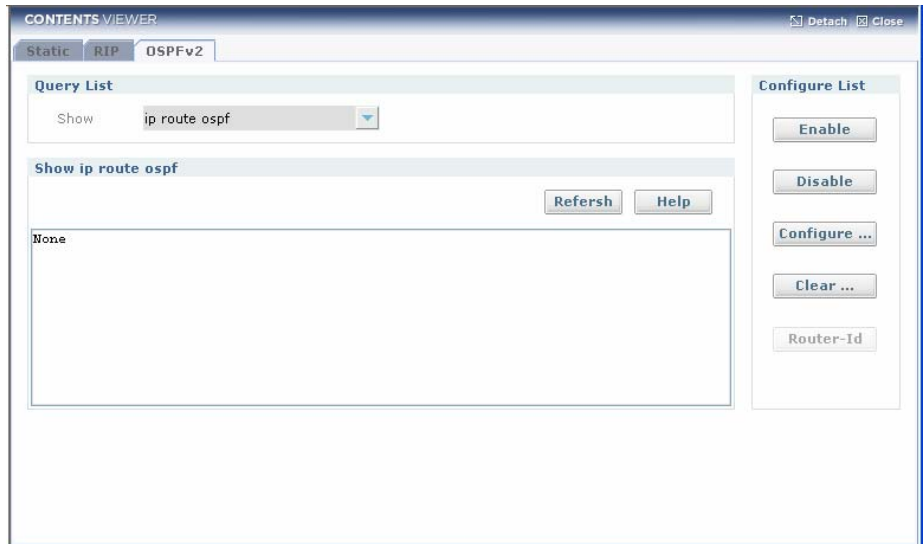 CONTENTS VIEWER
Detach Close
Static RIP OSPFv2
Query List
Show ip route ospf
Show ip route ospf
Refersh Help
None
Configure List
Enable
Disable
Configure ...
Clear ...
Router-Id